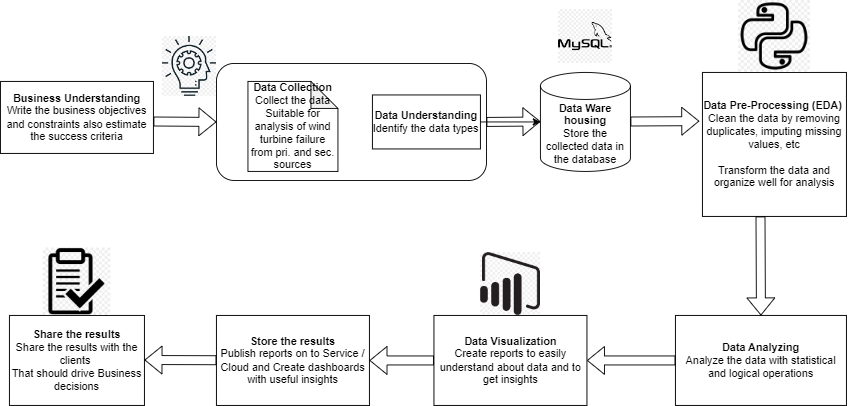 Business Understanding
Write the business objectives
and constraints also estimate
the success criteria
Data Collection
Collect the data
Suitable for
analysis of wind
turbine failure
from pri. and sec.
sources
Data Understanding
Identify the data types
MySQL
Data Ware
housing
Store the
collected data in
the database
Data Pre-Processing (EDA)
Clean the data by removing
duplicates, imputing missing
values, etc
Transform the data and
organize well for analysis
Share the results
Share the results with the
clients
That should drive Business
decisions
Store the results
Publish reports on to Service /
Cloud and Create dashboards
with useful insights
Data Visualization
Create reports to easily
understand about data and to
get insights
Data Analyzing
Analyze the data with statistical
and logical operations